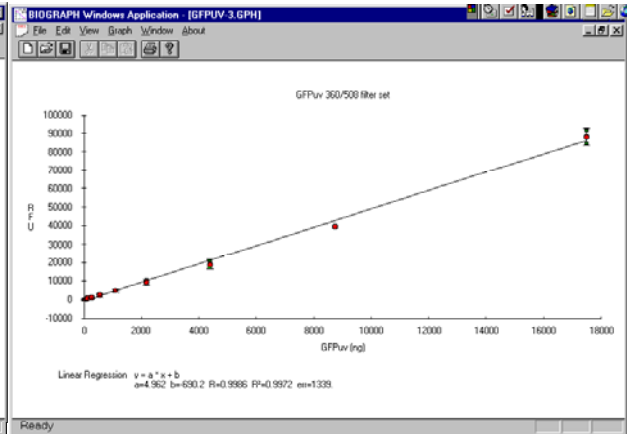 BIOGRAPH Windows Application - [GFPUV-3.GPH]
File Edit View Graph Window About
GFPuv 360/508 filter set
100000
90000
80000
70000
60000
50000
40000
30000
20000
10000
0
-10000
R
F
U
0 2000 4000 6000 8000 10000 12000 14000 16000 18000
GFPuv (ng)
Linear Regression y = a * x + b
a=4.962 b=-690.2 R=0.9986 R²=0.9972 err=1339.
Ready